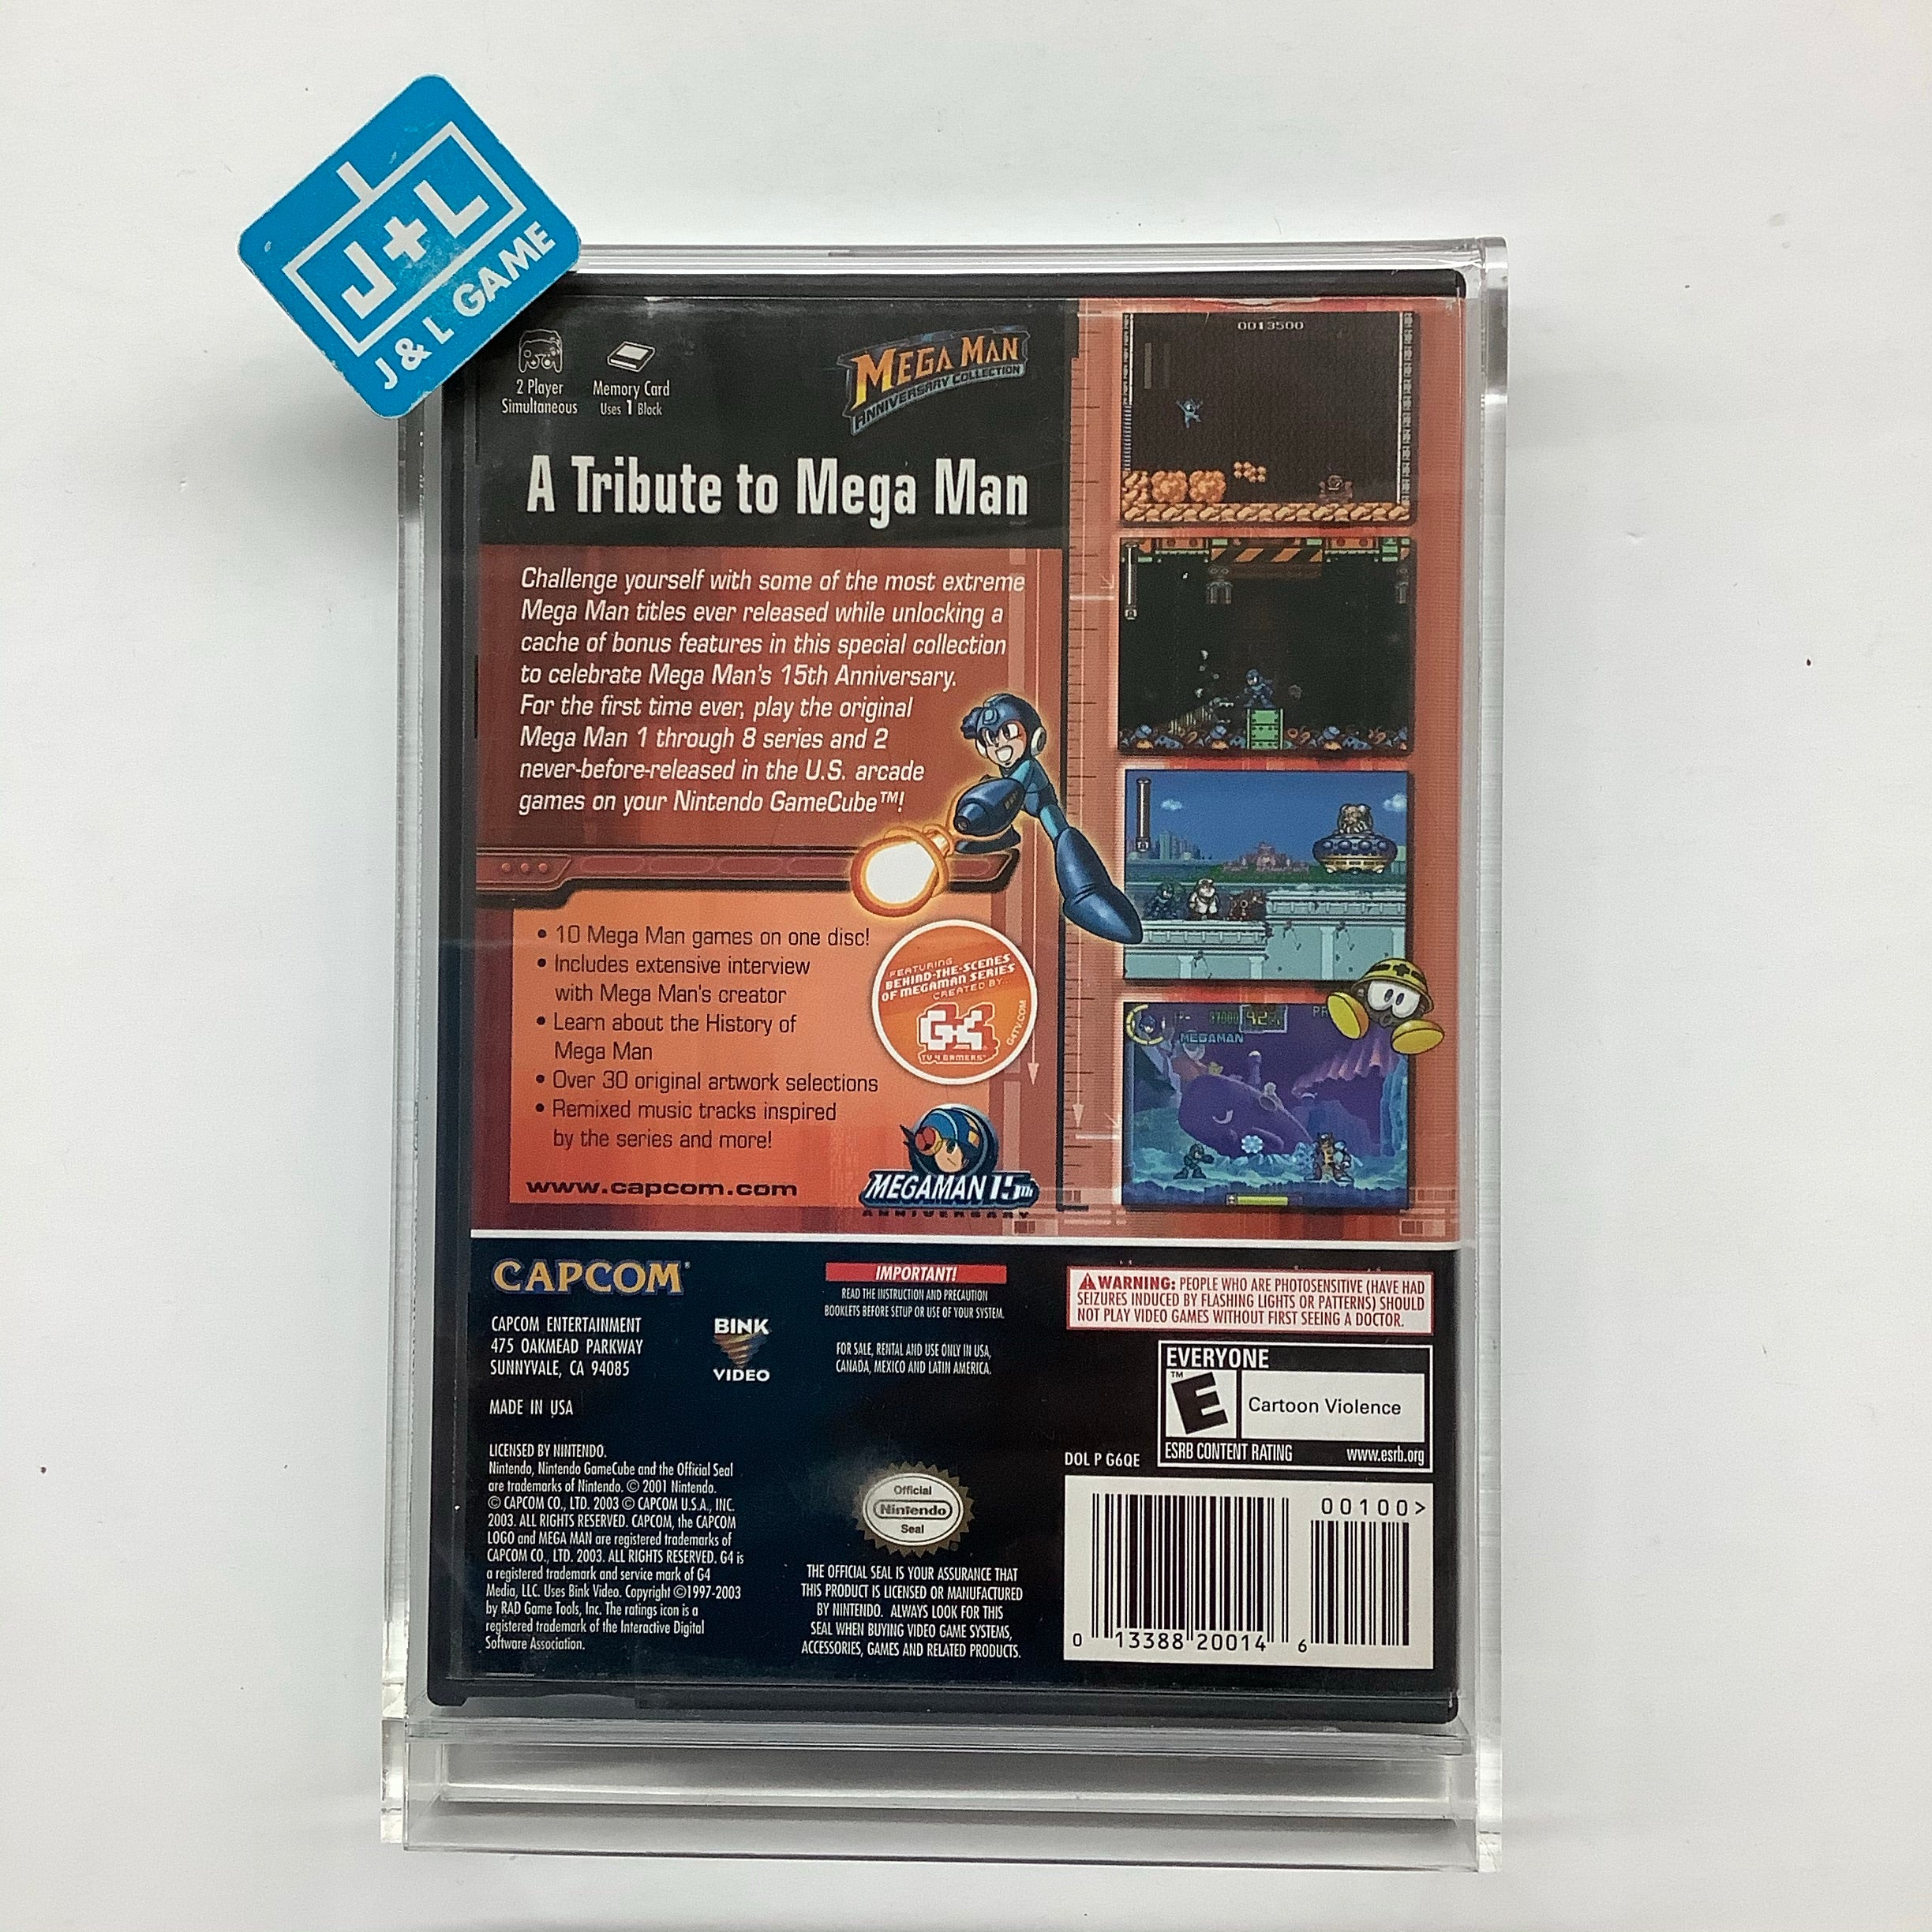 J+L
J & L GAME
2 Player
Simultaneous
Memory Card
Uses 1 Block
MEGA MAN
ANNIVERSARY COLLECTION
A Tribute to Mega Man
Challenge yourself with some of the most extreme
Mega Man titles ever released while unlocking a
cache of bonus features in this special collection
to celebrate Mega Man's 15th Anniversary.
For the first time ever, play the original
Mega Man 1 through 8 series and 2
never-before-released in the U.S. arcade
games on your Nintendo GameCube™!
• 10 Mega Man games on one disc!
• Includes extensive interview
with Mega Man's creator
• Learn about the History of
Mega Man
• Over 30 original artwork selections
• Remixed music tracks inspired
by the series and more!
www.capcom.com
FEATURING
BEHIND-THE-SCENES
OF MEGAMAN SERIES
CREATED BY...
G4
TV 4 GAMERS
G4TV.COM
MEGAMAN 15th
ANNIVERSARY
0013500
MEGAMAN
CAPCOM®
CAPCOM ENTERTAINMENT
475 OAKMEAD PARKWAY
SUNNYVALE, CA 94085
MADE IN USA
BINK
VIDEO
IMPORTANT!
READ THE INSTRUCTION AND PRECAUTION
BOOKLETS BEFORE SETUP OR USE OF YOUR SYSTEM.
FOR SALE, RENTAL AND USE ONLY IN USA,
CANADA, MEXICO AND LATIN AMERICA.
WARNING: PEOPLE WHO ARE PHOTOSENSITIVE (HAVE HAD
SEIZURES INDUCED BY FLASHING LIGHTS OR PATTERNS) SHOULD
NOT PLAY VIDEO GAMES WITHOUT FIRST SEEING A DOCTOR.
EVERYONE
E™
Cartoon Violence
ESRB CONTENT RATING www.esrb.org
DOL P G6QE
LICENSED BY NINTENDO.
Nintendo, Nintendo GameCube and the Official Seal
are trademarks of Nintendo. © 2001 Nintendo.
© CAPCOM CO., LTD. 2003 © CAPCOM U.S.A., INC.
2003. ALL RIGHTS RESERVED. CAPCOM, the CAPCOM
LOGO and MEGA MAN are registered trademarks of
CAPCOM CO., LTD. 2003. ALL RIGHTS RESERVED. G4 is
a registered trademark and service mark of G4
Media, LLC. Uses Bink Video. Copyright ©1997-2003
by RAD Game Tools, Inc. The ratings icon is a
registered trademark of the Interactive Digital
Software Association.
Official
Nintendo
Seal
THE OFFICIAL SEAL IS YOUR ASSURANCE THAT
THIS PRODUCT IS LICENSED OR MANUFACTURED
BY NINTENDO. ALWAYS LOOK FOR THIS
SEAL WHEN BUYING VIDEO GAME SYSTEMS,
ACCESSORIES, GAMES AND RELATED PRODUCTS.
00100>
0 13388 20014 6